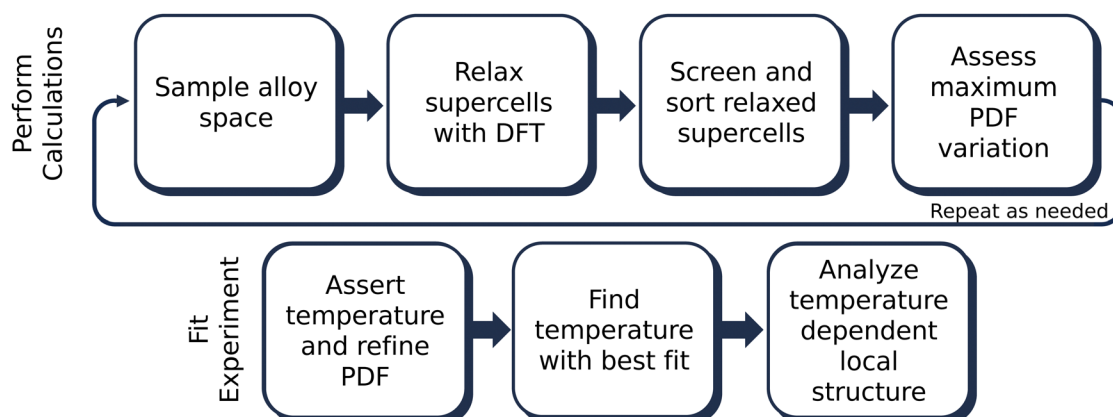 Perform
Calculations
Sample alloy
space
Relax
supercells
with DFT
Screen and
sort relaxed
supercells
Assess
maximum
PDF
variation
Repeat as needed
Fit
Experiment
Assert
temperature
and refine
PDF
Find
temperature
with best fit
Analyze
temperature
dependent
local
structure